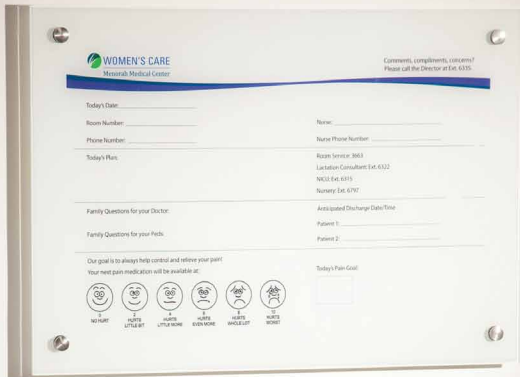 WOMEN'S CARE
Menorah Medical Center
Comments, compliments, concerns?
Please call the Director at Ext. 6335.
Today's Date:
Room Number:
Nurse:
Phone Number:
Nurse Phone Number:
Today's Plan:
Room Service: 3663
Lactation Consultant: Ext. 6322
NICU: Ext. 6315
Nursery: Ext. 6797
Family Questions for your Doctor:
Anticipated Discharge Date/Time
Patient 1:
Family Questions for your Peds:
Patient 2:
Our goal is to always help control and relieve your pain!
Your next pain medication will be available at:
Today's Pain Goal:
0
NO HURT
2
HURTS
LITTLE BIT
4
HURTS
LITTLE MORE
6
HURTS
EVEN MORE
8
HURTS
WHOLE LOT
10
HURTS
WORST